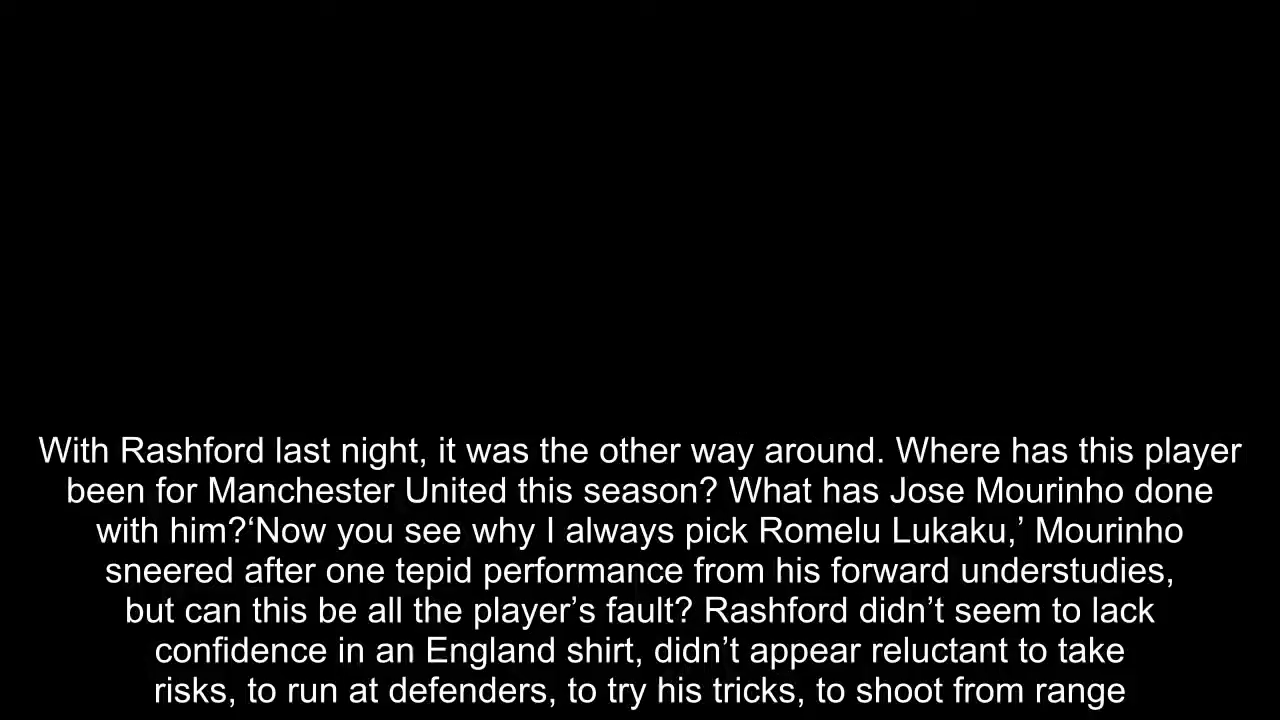 With Rashford last night, it was the other way around. Where has this player
been for Manchester United this season? What has Jose Mourinho done
with him?‘Now you see why I always pick Romelu Lukaku,’ Mourinho
sneered after one tepid performance from his forward understudies,
but can this be all the player’s fault? Rashford didn’t seem to lack
confidence in an England shirt, didn’t appear reluctant to take
risks, to run at defenders, to try his tricks, to shoot from range